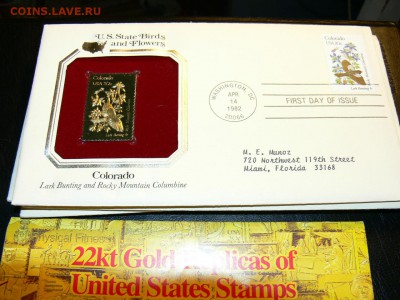 COINS.LAVE.RU
U.S. State Birds
and Flowers
Colorado
USA 20c
Colorado
USA 20c
WASHINGTON, DC
APR
14
1982
20066
FIRST DAY OF ISSUE
M. E. Munoz
720 Northwest 119th Street
Miami, Florida 33168
Colorado
Lark Bunting and Rocky Mountain Columbine
Physical Fitness
22kt Gold Replicas of
United States Stamps